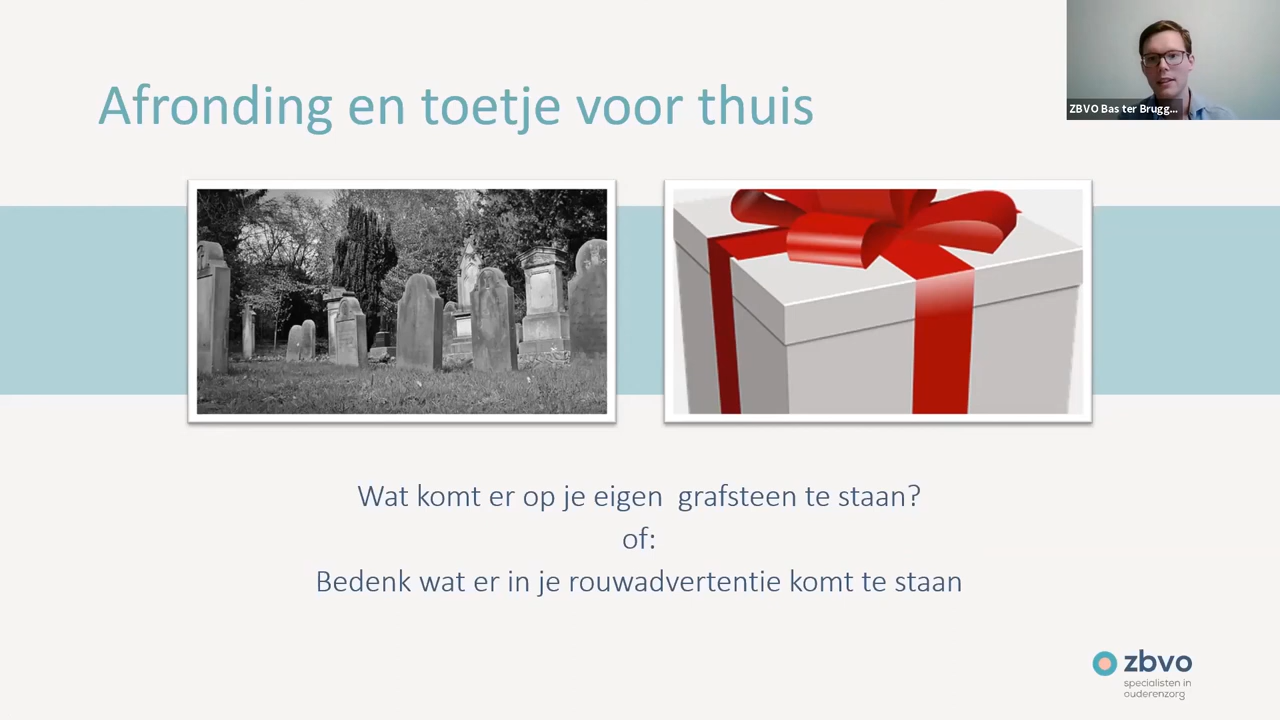 Afronding en toetje voor thuis
ZBVO Bas ter Brugg...
Wat komt er op je eigen grafsteen te staan?
of:
Bedenk wat er in je rouwadvertentie komt te staan
zbvo
specialisten in
ouderenzorg